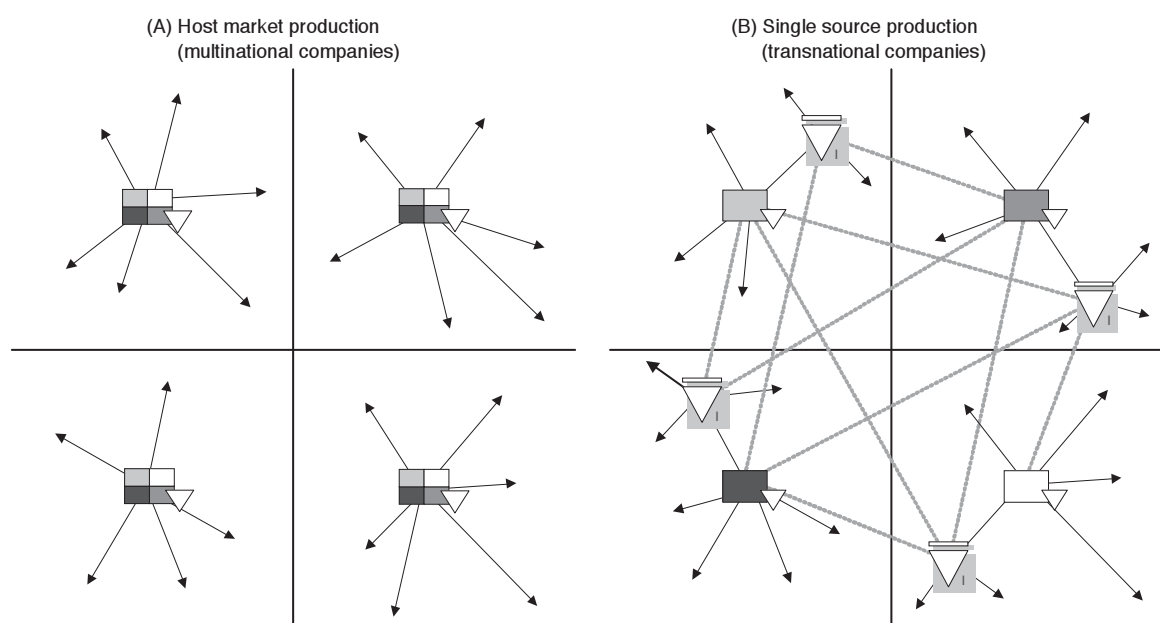 (A) Host market production
(multinational companies)
(B) Single source production
(transnational companies)
I
I
I
I